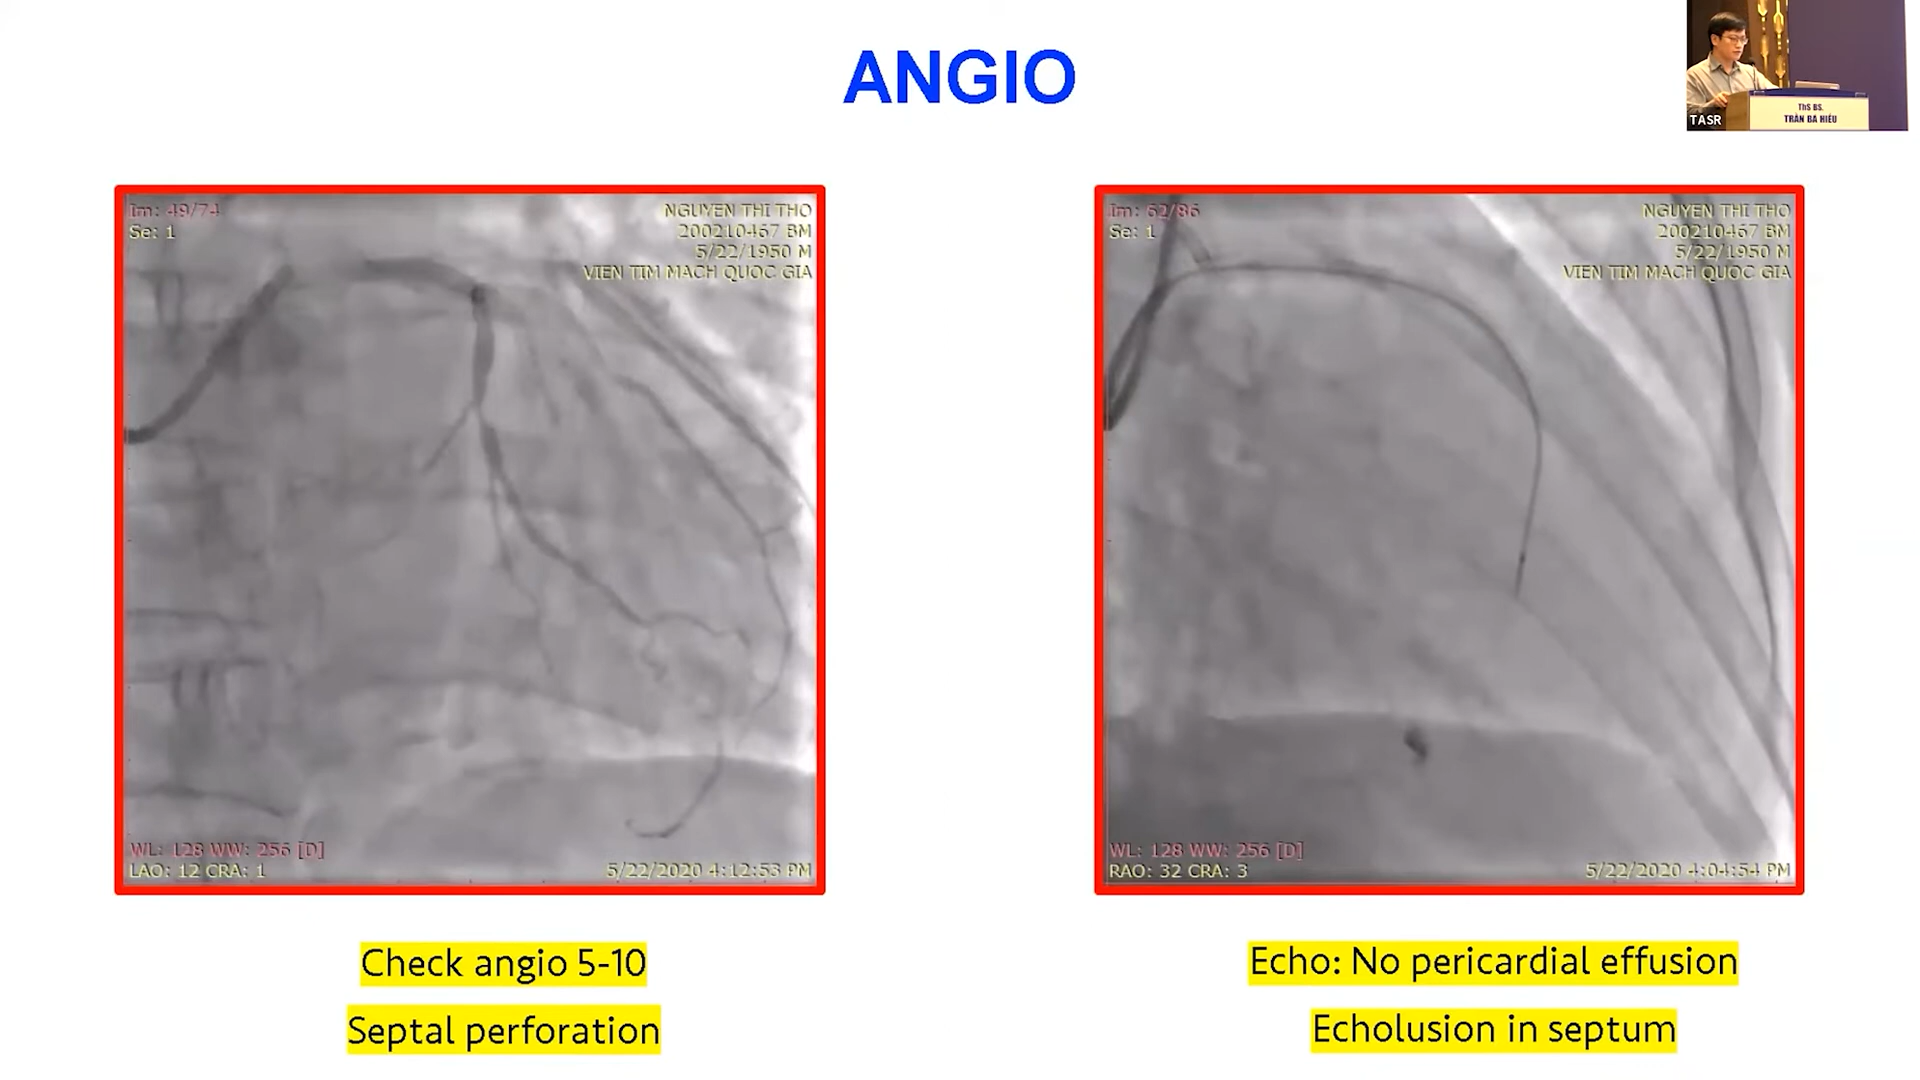 ANGIO
TASR
ThS BS.
TRẦN BÁ HIẾU
Im: 49/74
Se: 1
NGUYEN THI THO
200210467 BM
5/22/1950 M
VIEN TIM MACH QUOC GIA
WL: 128 WW: 256 [D]
LAO: 12 CRA: 1
5/22/2020 4:12:53 PM
Im: 62/86
Se: 1
NGUYEN THI THO
200210467 BM
5/22/1950 M
VIEN TIM MACH QUOC GIA
WL: 128 WW: 256 [D]
RAO: 32 CRA: 3
5/22/2020 4:04:54 PM
Check angio 5-10
Septal perforation
Echo: No pericardial effusion
Echolusion in septum